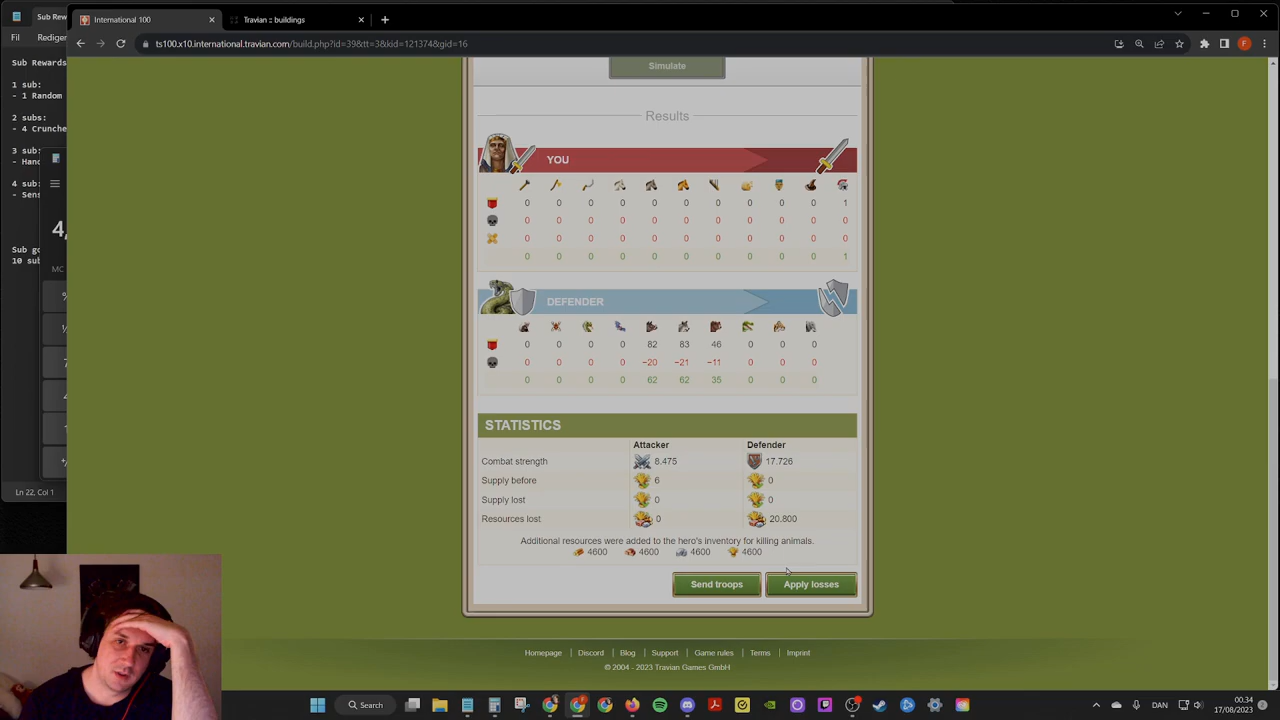 Sub Rew
International 100
Travian :: buildings
Fil
Rediger
ts100.x10.international.travian.com/build.php?id=39&tt=3&kid=121374&gid=16
Sub Rewards
1 sub:
- 1 Random
2 subs:
- 4 Crunche
3 sub:
- Hanc
4 sub:
- Sens
Sub go
10 sub
4,
MC
Ln 22, Col 1
Simulate
Results
YOU
0 0 0 0 0 0 0 0 0 0 1
0 0 0 0 0 0 0 0 0 0 0
0 0 0 0 0 0 0 0 0 0 0
0 0 0 0 0 0 0 0 0 0 1
DEFENDER
0 0 0 0 82 83 46 0 0 0
0 0 0 0 −20 −21 −11 0 0 0
0 0 0 0 62 62 35 0 0 0
STATISTICS
Attacker Defender
Combat strength 8.475 17.726
Supply before 6 0
Supply lost 0 0
Resources lost 0 20.800
Additional resources were added to the hero's inventory for killing animals.
4600 4600 4600 4600
Send troops Apply losses
Homepage | Discord | Blog | Support | Game rules | Terms | Imprint
© 2004 - 2023 Travian Games GmbH
Search
DAN
00.34
17/08/2023